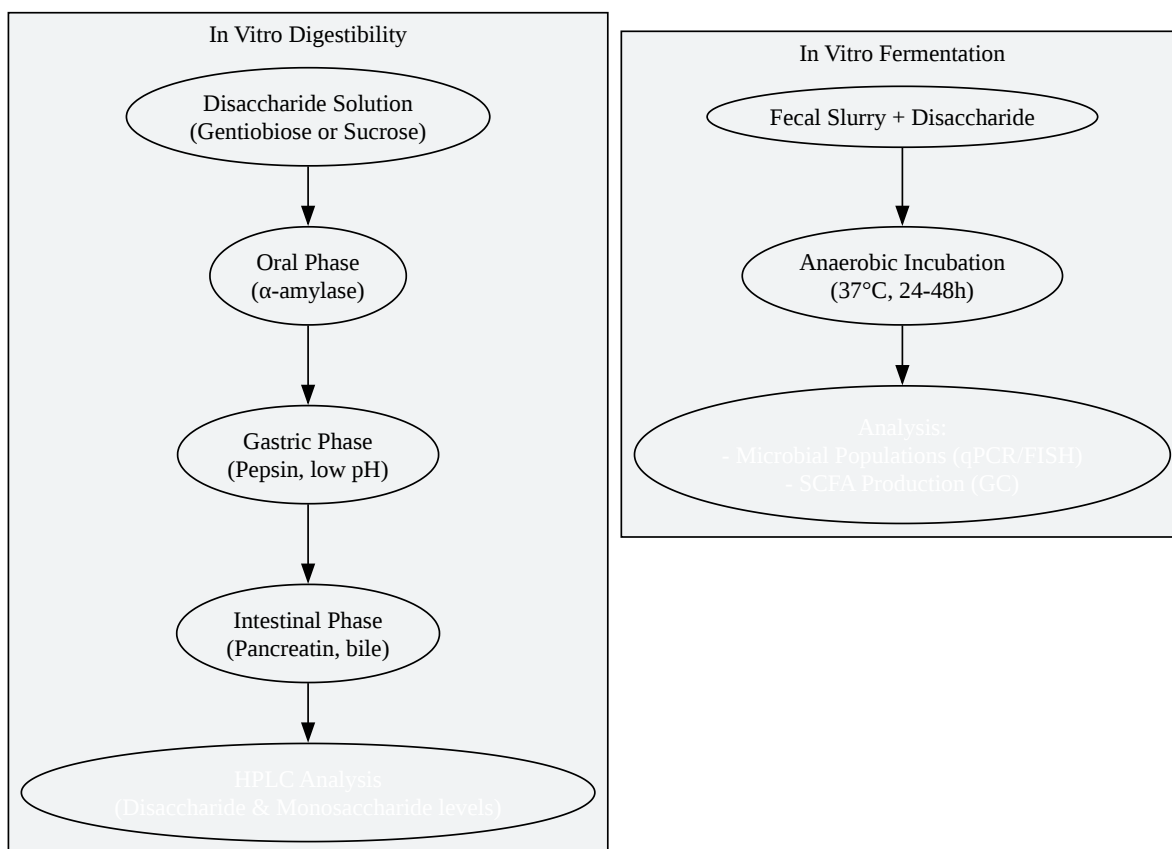 In Vitro Digestibility
Disaccharide Solution
(Gentiobiose or Sucrose)
Oral Phase
(α-amylase)
Gastric Phase
(Pepsin, low pH)
Intestinal Phase
(Pancreatin, bile)
HPLC Analysis
(Disaccharide & Monosaccharide levels)
In Vitro Fermentation
Fecal Slurry + Disaccharide
Anaerobic Incubation
(37°C, 24-48h)
Analysis:
- Microbial Populations (qPCR/FISH)
- SCFA Production (GC)